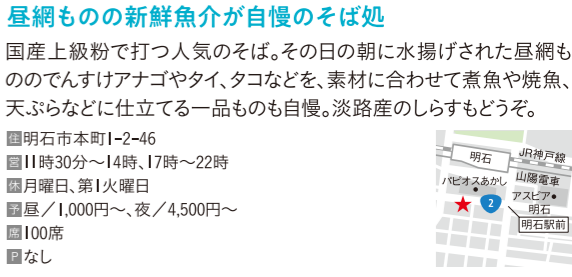 昼網ものの新鮮魚介が自慢のそば処
国産上級粉で打つ人気のそば。その日の朝に水揚げされた昼網も
ののでんすけアナゴやタイ、タコなどを、素材に合わせて煮魚や焼魚、
天ぷらなどに仕立てる一品ものも自慢。淡路産のしらすもどうぞ。
住 明石市本町1-2-46
営 11時30分～14時、17時～22時
休 月曜日、第1火曜日
予 昼／1,000円～、夜／4,500円～
席 100席
P なし
明石
JR神戸線
山陽電車
パピオスあかし
アスピア
明石
2
明石駅前